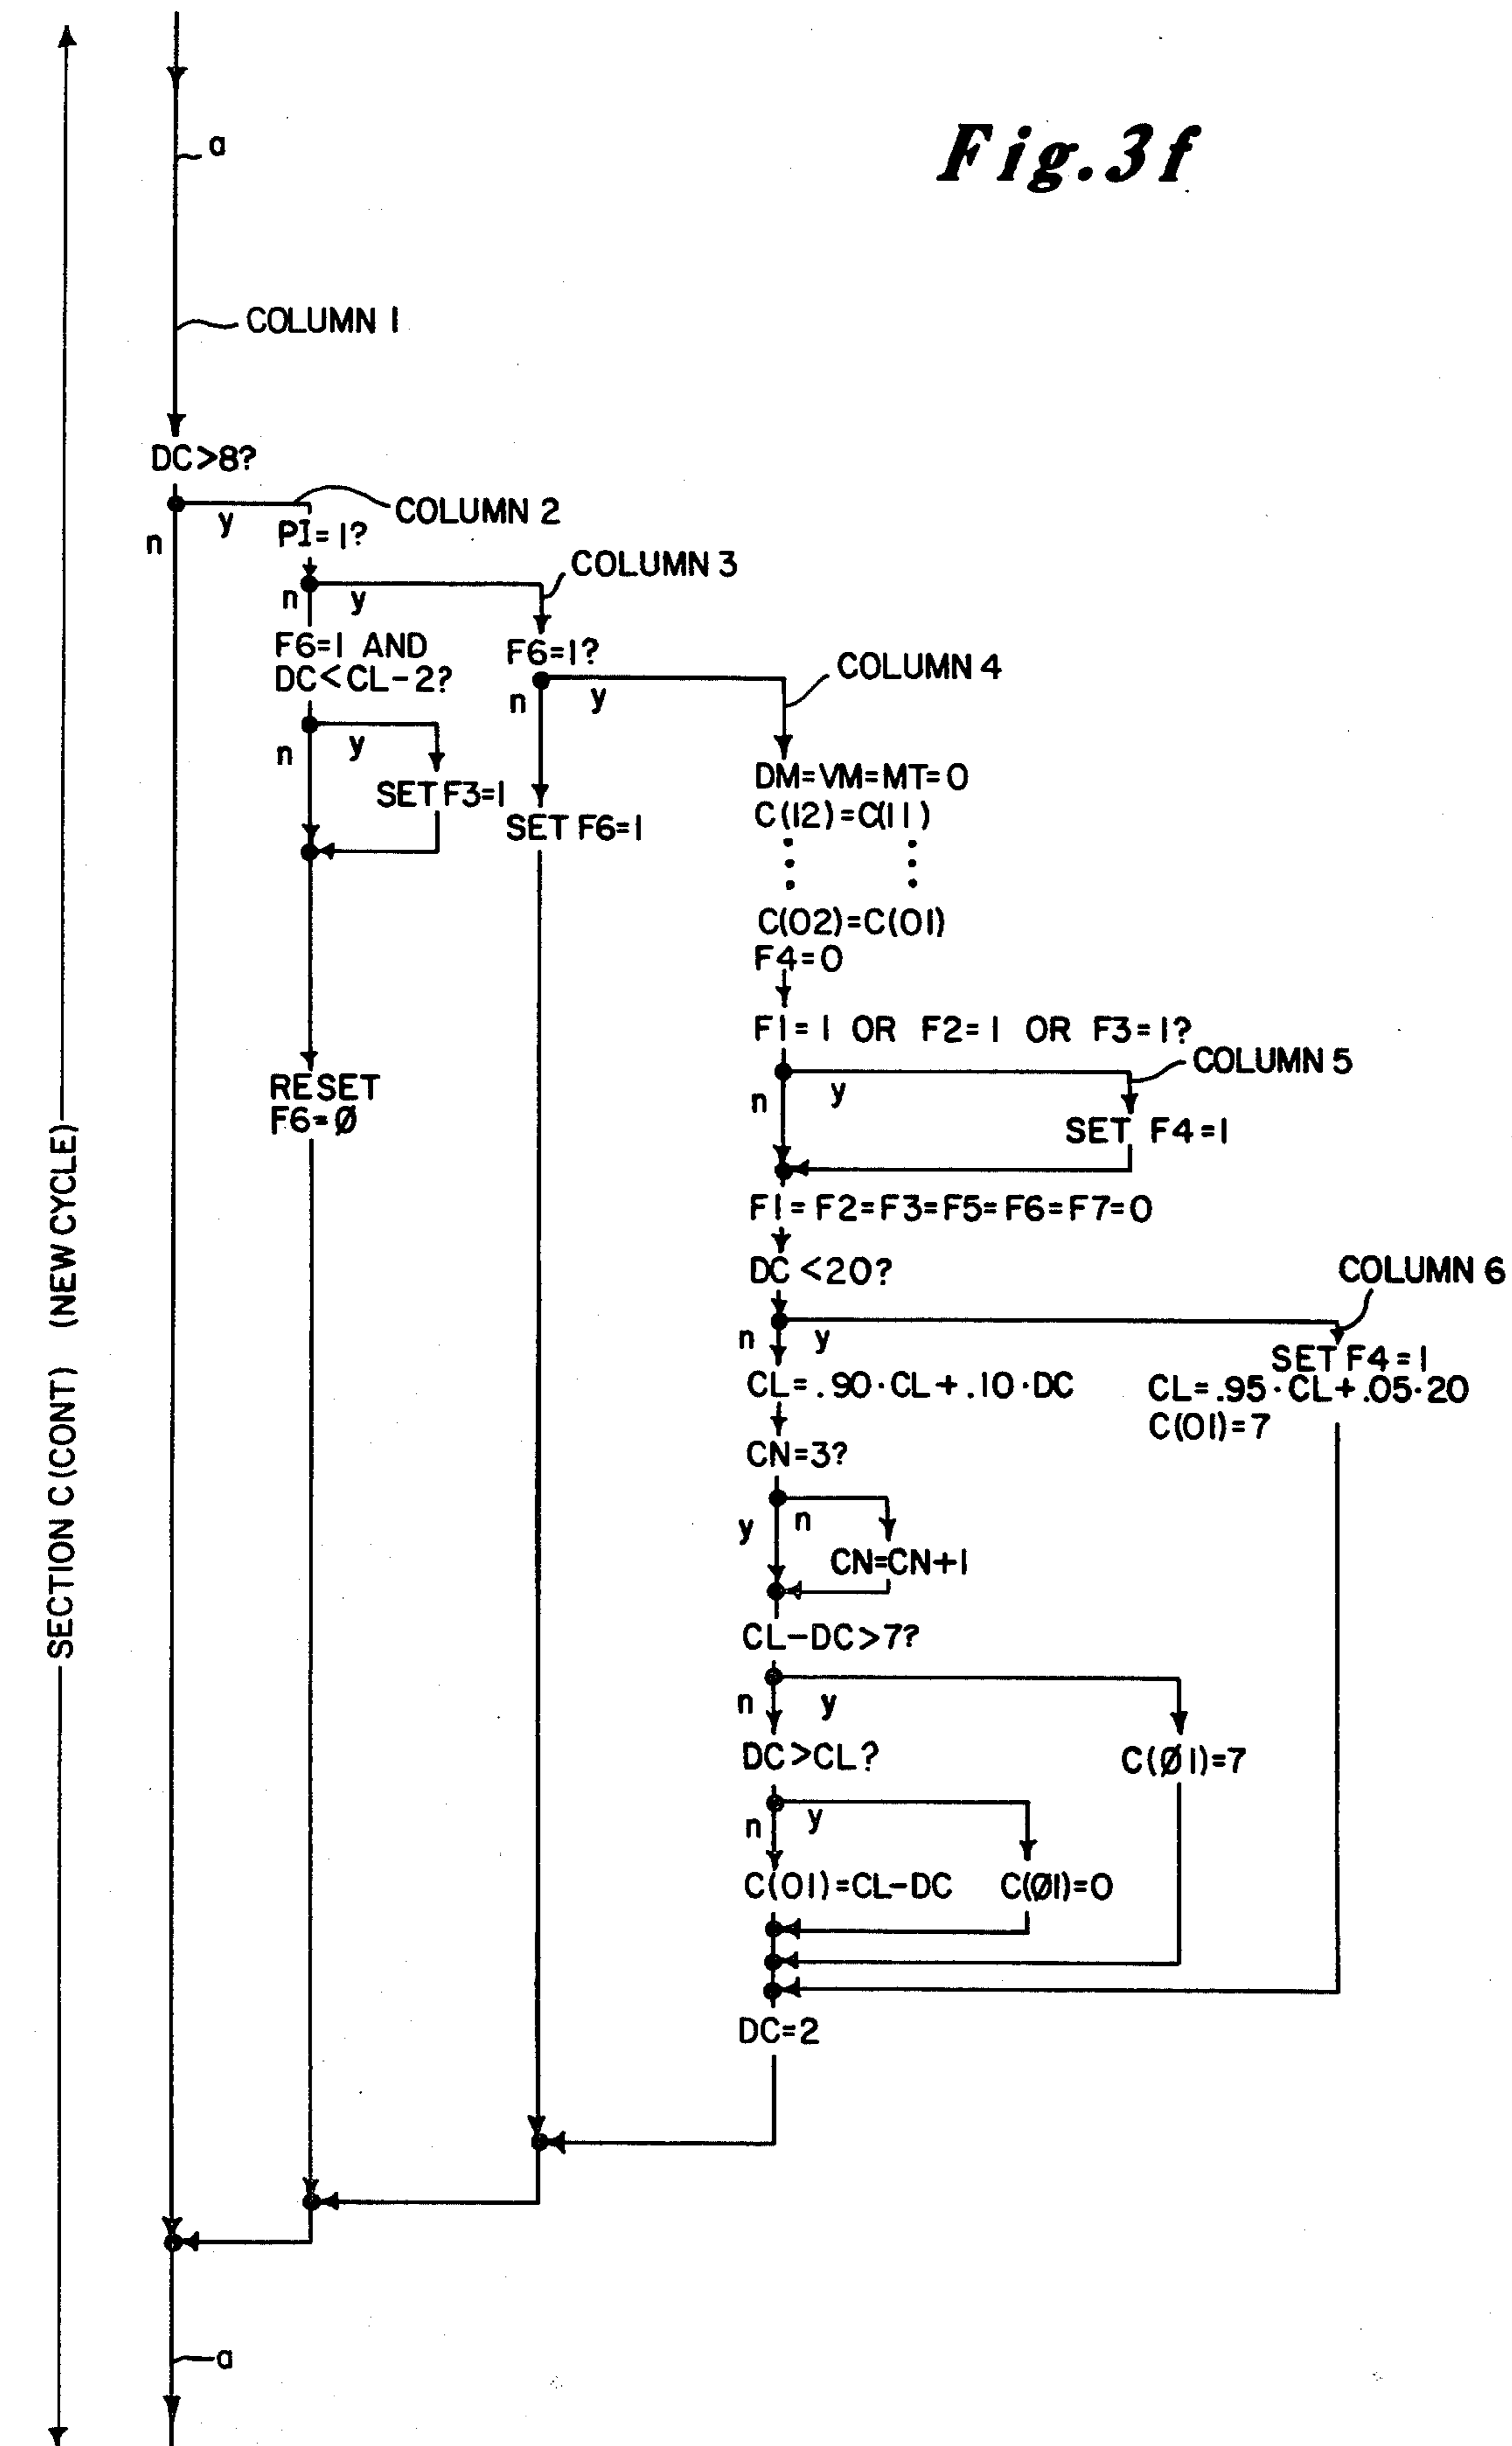 Fig. 3f
a
COLUMN 1
DC>8?
y
n
COLUMN 2
PI=1?
n
y
COLUMN 3
F6=1 AND
DC<CL-2?
n
y
SET F3=1
F6=1?
n
y
SET F6=1
COLUMN 4
DM=VM=MT=0
C(12)=C(11)
C(02)=C(01)
F4=0
F1=1 OR F2=1 OR F3=1?
n
y
COLUMN 5
SET F4=1
RESET
F6=Ø
F1=F2=F3=F5=F6=F7=0
DC<20?
n
y
COLUMN 6
SET F4=1
CL=.95·CL+.05·20
C(01)=7
CL=.90·CL+.10·DC
CN=3?
y
n
CN=CN+1
CL-DC>7?
n
y
C(Ø1)=7
DC>CL?
n
y
C(01)=CL-DC
C(Ø1)=0
DC=2
a
SECTION C (CONT) (NEW CYCLE)